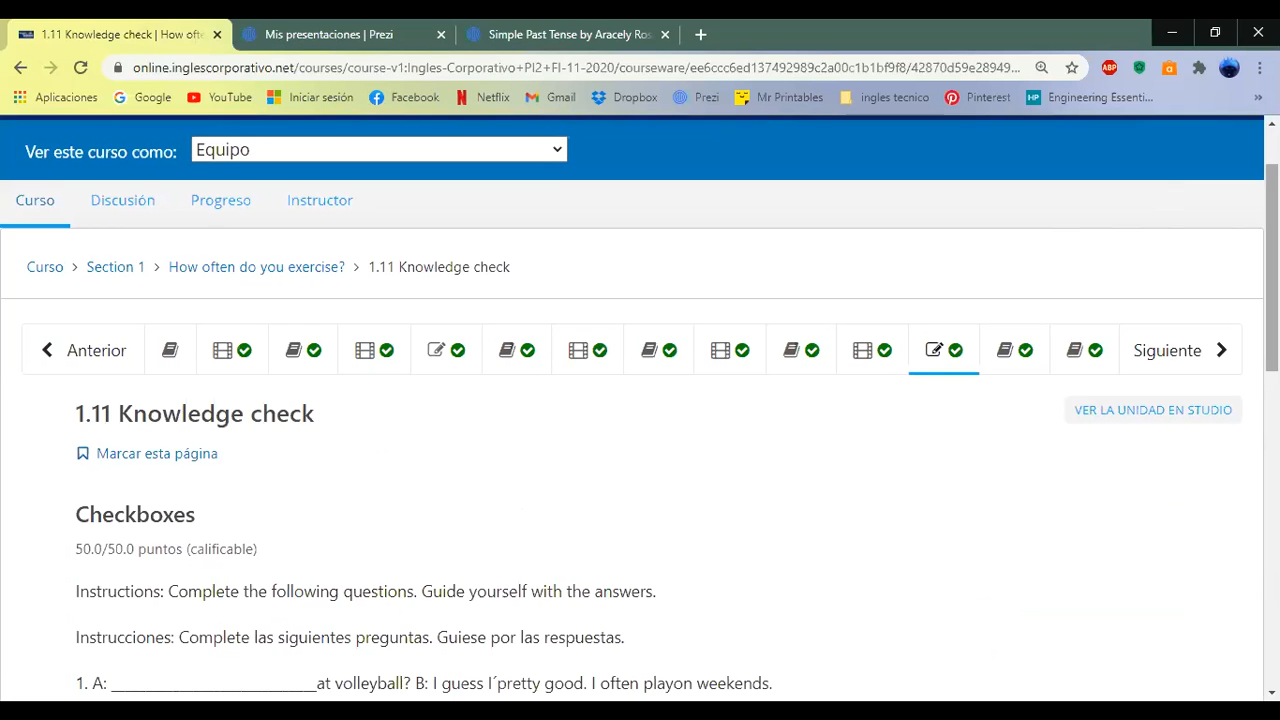 1.11 Knowledge check | How oft
Mis presentaciones | Prezi
Simple Past Tense by Aracely Ros
online.inglescorporativo.net/courses/course-v1:Ingles-Corporativo+PI2+FI-11-2020/courseware/ee6ccc6ed137492989c2a00c1b1bf9f8/42870d59e28949...
ABP
Aplicaciones Google YouTube Iniciar sesión Facebook Netflix Gmail Dropbox Prezi Mr Printables ingles tecnico Pinterest HP Engineering Essenti... »
Ver este curso como: Equipo
Curso Discusión Progreso Instructor
Curso > Section 1 > How often do you exercise? > 1.11 Knowledge check
Anterior Siguiente
1.11 Knowledge check
VER LA UNIDAD EN STUDIO
Marcar esta página
Checkboxes
50.0/50.0 puntos (calificable)
Instructions: Complete the following questions. Guide yourself with the answers.
Instrucciones: Complete las siguientes preguntas. Guiese por las respuestas.
1. A: __________________________at volleyball? B: I guess I´pretty good. I often playon weekends.